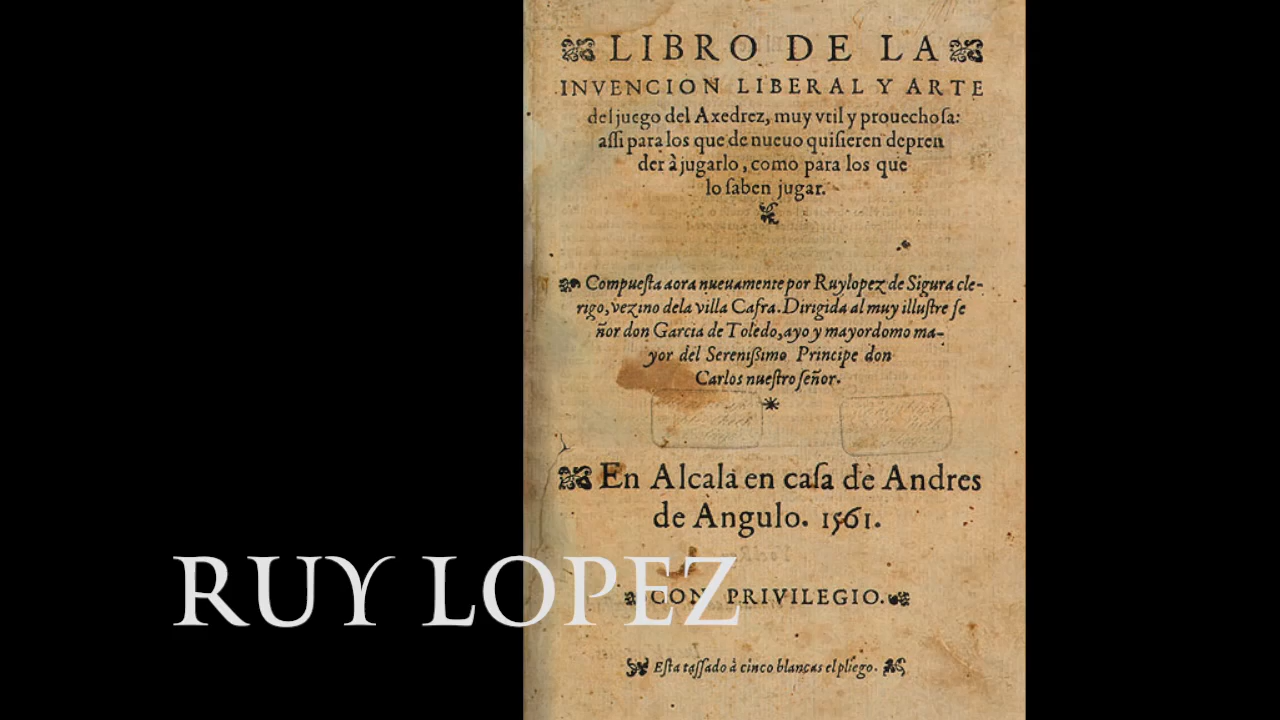 LIBRO DE LA
INVENCION LIBERAL Y ARTE
del juego del Axedrez, muy vtil y prouechoſa:
aſſi para los que de nueuo quiſieren depren
der à jugarlo, como para los que
lo ſaben jugar.
Compueſta aora nueuamente por Ruylopez de Sigura cle-
rigo, vezino dela villa Cafra. Dirigida al muy illuſtre ſe
ñor don Garcia de Toledo, ayo y mayordomo ma-
yor del Sereniſsimo Principe don
Carlos nueſtro ſeñor.
En Alcala en caſa de Andres
de Angulo. 1561.
RUY LOPEZ
CON PRIVILEGIO.
Eſta taſſado à cinco blancas el pliego.